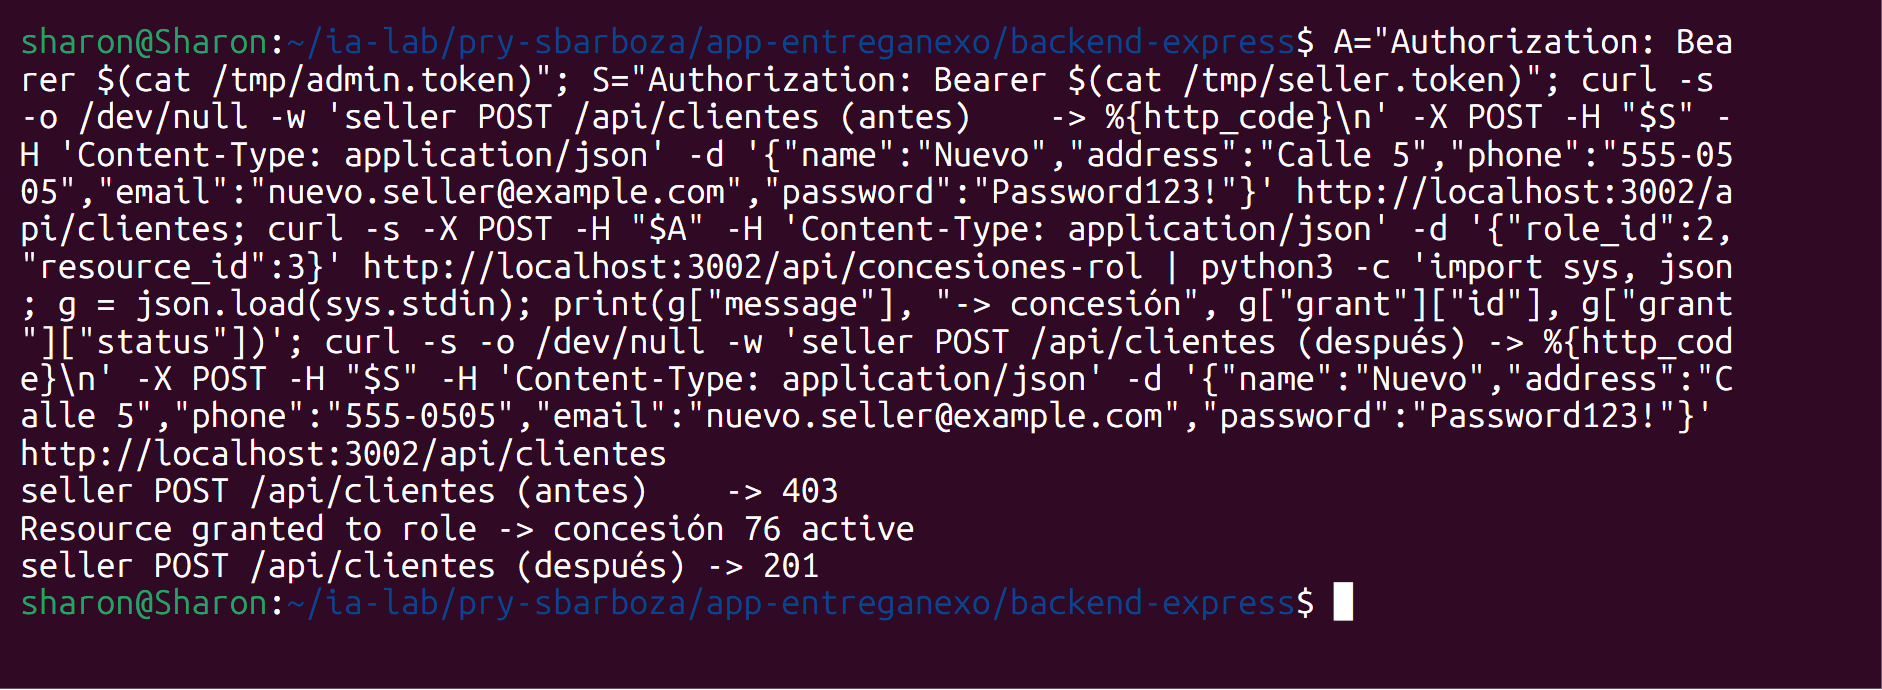 sharon@Sharon:~/ia-lab/pry-sbarboza/app-entreganexo/backend-express$ A="Authorization: Bea
rer $(cat /tmp/admin.token)"; S="Authorization: Bearer $(cat /tmp/seller.token)"; curl -s
-o /dev/null -w 'seller POST /api/clientes (antes)    -> %{http_code}\n' -X POST -H "$S" -
H 'Content-Type: application/json' -d '{"name":"Nuevo","address":"Calle 5","phone":"555-05
05","email":"nuevo.seller@example.com","password":"Password123!"}' http://localhost:3002/a
pi/clientes; curl -s -X POST -H "$A" -H 'Content-Type: application/json' -d '{"role_id":2,
"resource_id":3}' http://localhost:3002/api/concesiones-rol | python3 -c 'import sys, json
; g = json.load(sys.stdin); print(g["message"], "-> concesión", g["grant"]["id"], g["grant
"]["status"])'; curl -s -o /dev/null -w 'seller POST /api/clientes (después) -> %{http_cod
e}\n' -X POST -H "$S" -H 'Content-Type: application/json' -d '{"name":"Nuevo","address":"C
alle 5","phone":"555-0505","email":"nuevo.seller@example.com","password":"Password123!"}'
http://localhost:3002/api/clientes
seller POST /api/clientes (antes)    -> 403
Resource granted to role -> concesión 76 active
seller POST /api/clientes (después) -> 201
sharon@Sharon:~/ia-lab/pry-sbarboza/app-entreganexo/backend-express$